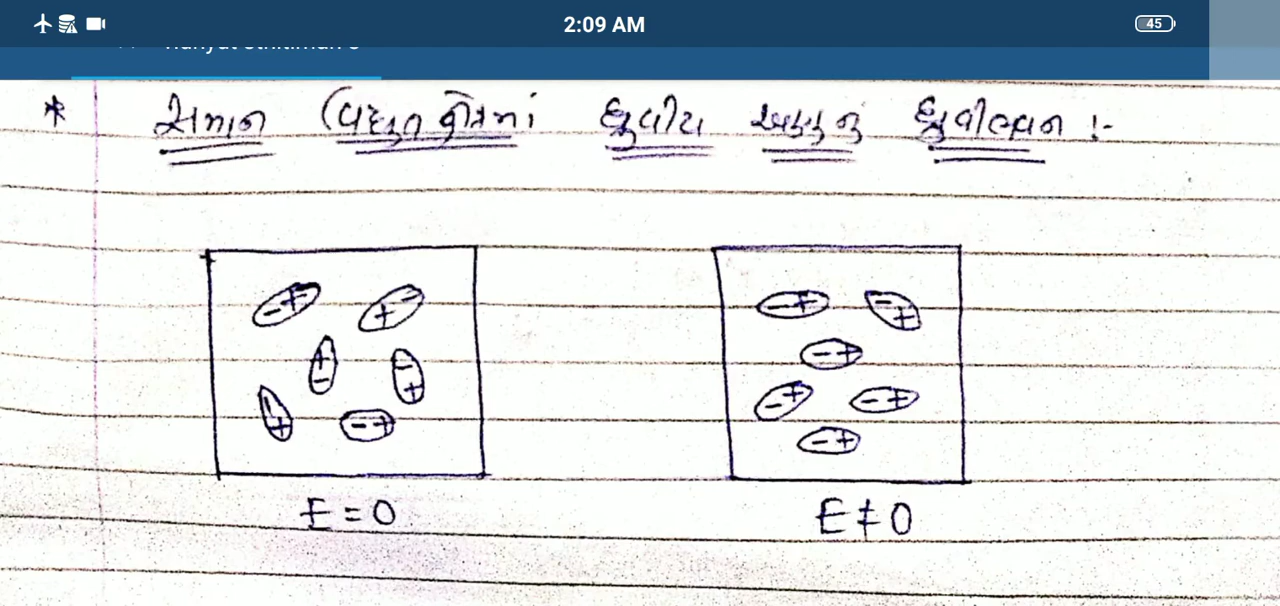 2:09 AM
45
* સમાન વિદ્યુતક્ષેત્રમાં ધ્રુવીય અણુનું ધ્રુવીભવન :-
- + - +
+ - - +
- + - +
- +
- + - +
- +
E = 0 E ≠ 0